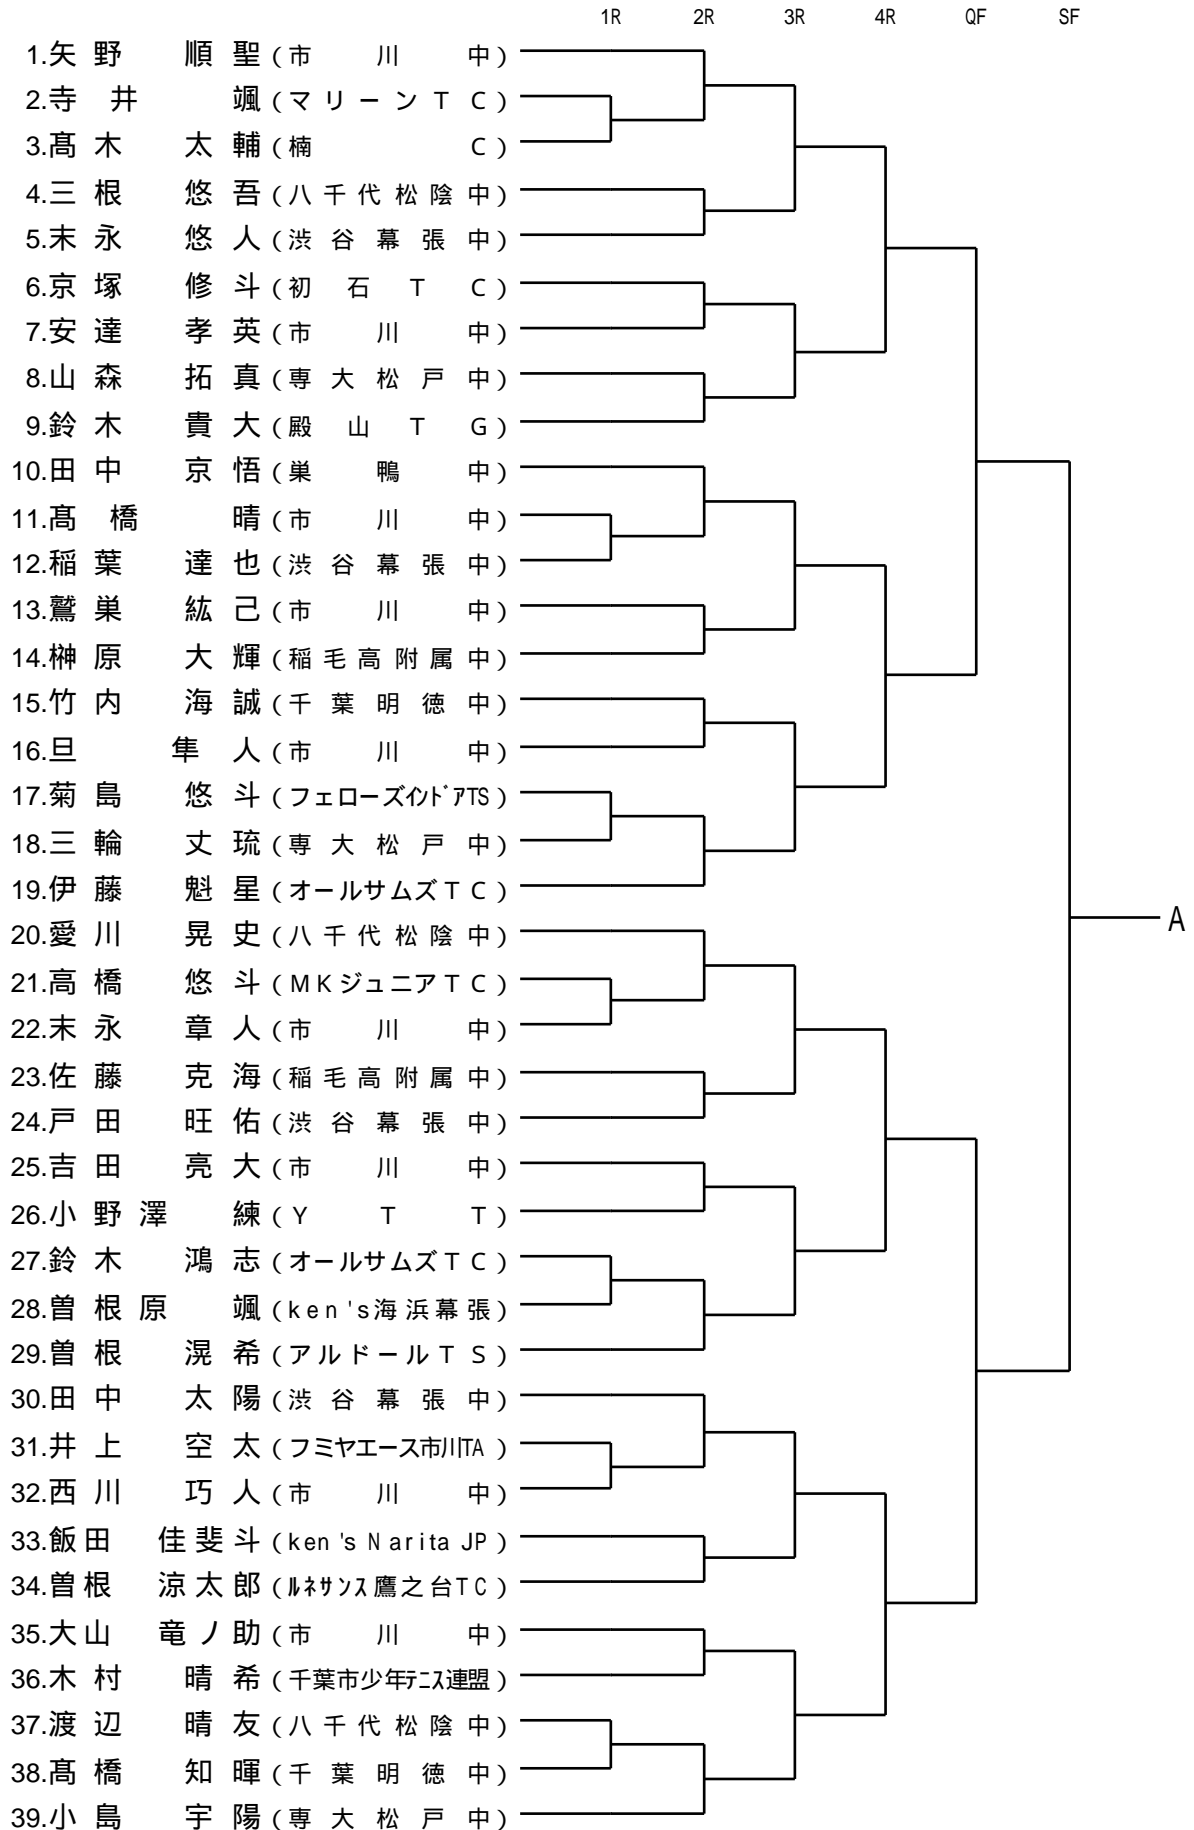 1R 2R 3R 4R QF SF
1.矢野 順聖(市川中)
2.寺井 颯(マリーンTC)
3.髙木 太輔(楠C)
4.三根 悠吾(八千代松陰中)
5.末永 悠人(渋谷幕張中)
6.京塚 修斗(初石TC)
7.安達 孝英(市川中)
8.山森 拓真(専大松戸中)
9.鈴木 貴大(殿山TG)
10.田中 京悟(巣鴨中)
11.髙橋 晴(市川中)
12.稲葉 達也(渋谷幕張中)
13.鷲巣 紘己(市川中)
14.榊原 大輝(稲毛高附属中)
15.竹内 海誠(千葉明徳中)
16.旦 隼人(市川中)
17.菊島 悠斗(フェローズインドアTS)
18.三輪 丈琉(専大松戸中)
19.伊藤 魁星(オールサムズTC)
20.愛川 晃史(八千代松陰中)
21.高橋 悠斗(MKジュニアTC)
22.末永 章人(市川中)
23.佐藤 克海(稲毛高附属中)
24.戸田 旺佑(渋谷幕張中)
25.吉田 亮大(市川中)
26.小野澤 練(YTT)
27.鈴木 鴻志(オールサムズTC)
28.曽根原 颯(ken's海浜幕張)
29.曽根 滉希(アルドールTS)
30.田中 太陽(渋谷幕張中)
31.井上 空太(フミヤエース市川TA)
32.西川 巧人(市川中)
33.飯田 佳斐斗(ken's Narita JP)
34.曽根 涼太郎(ルネサンス鷹之台TC)
35.大山 竜ノ助(市川中)
36.木村 晴希(千葉市少年テニス連盟)
37.渡辺 晴友(八千代松陰中)
38.髙橋 知暉(千葉明徳中)
39.小島 宇陽(専大松戸中)
A